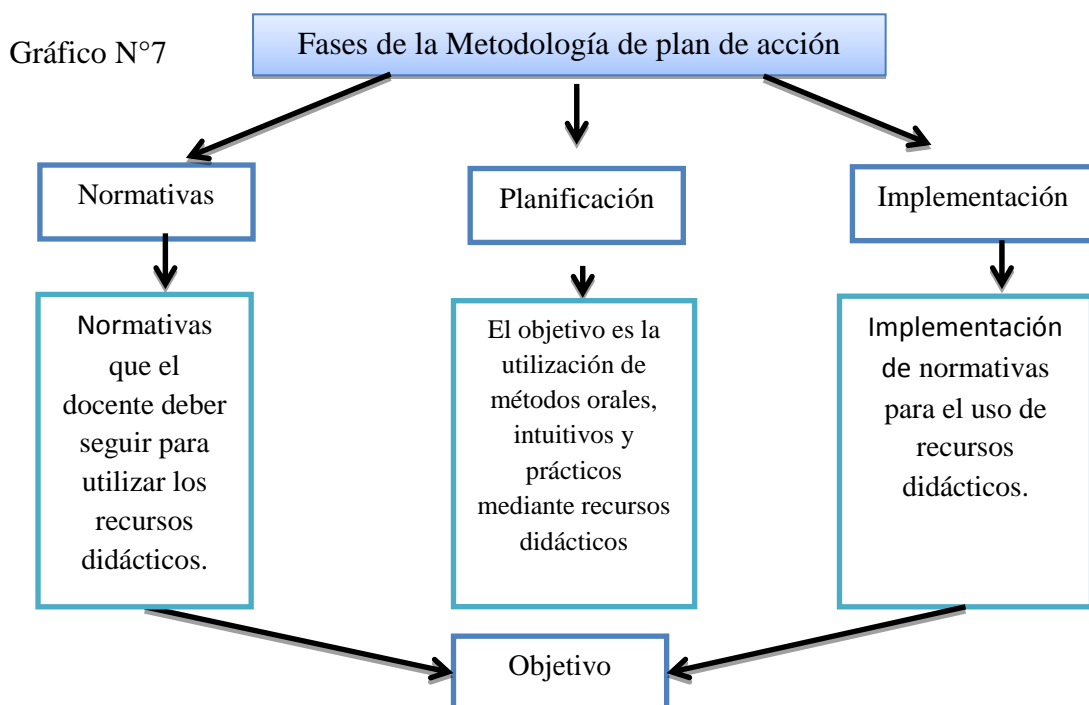 Gráfico N°7
Fases de la Metodología de plan de acción
Normativas
Planificación
Implementación
Normativas
que el
docente deber
seguir para
utilizar los
recursos
didácticos.
El objetivo es la
utilización de
métodos orales,
intuitivos y
prácticos
mediante recursos
didácticos
Implementación
de normativas
para el uso de
recursos
didácticos.
Objetivo